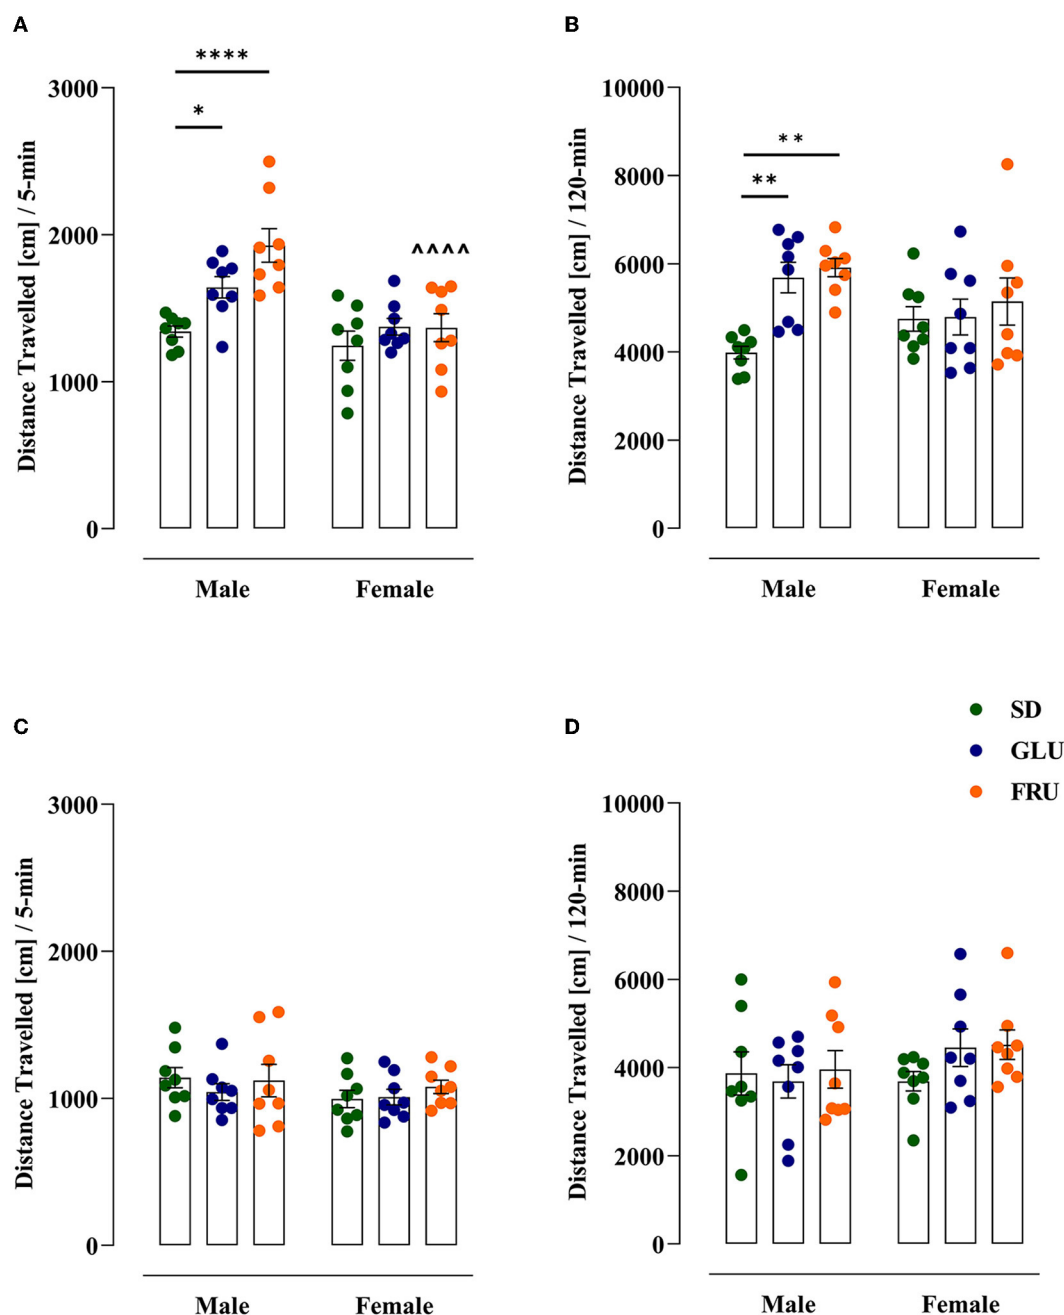 A
****
*
^^^^
3000
2000
1000
0
Distance Travelled [cm] / 5-min
Male Female
B
**
**
10000
8000
6000
4000
2000
0
Distance Travelled [cm] / 120-min
Male Female
C
3000
2000
1000
0
Distance Travelled [cm] / 5-min
Male Female
D
SD
GLU
FRU
10000
8000
6000
4000
2000
0
Distance Travelled [cm] / 120-min
Male Female